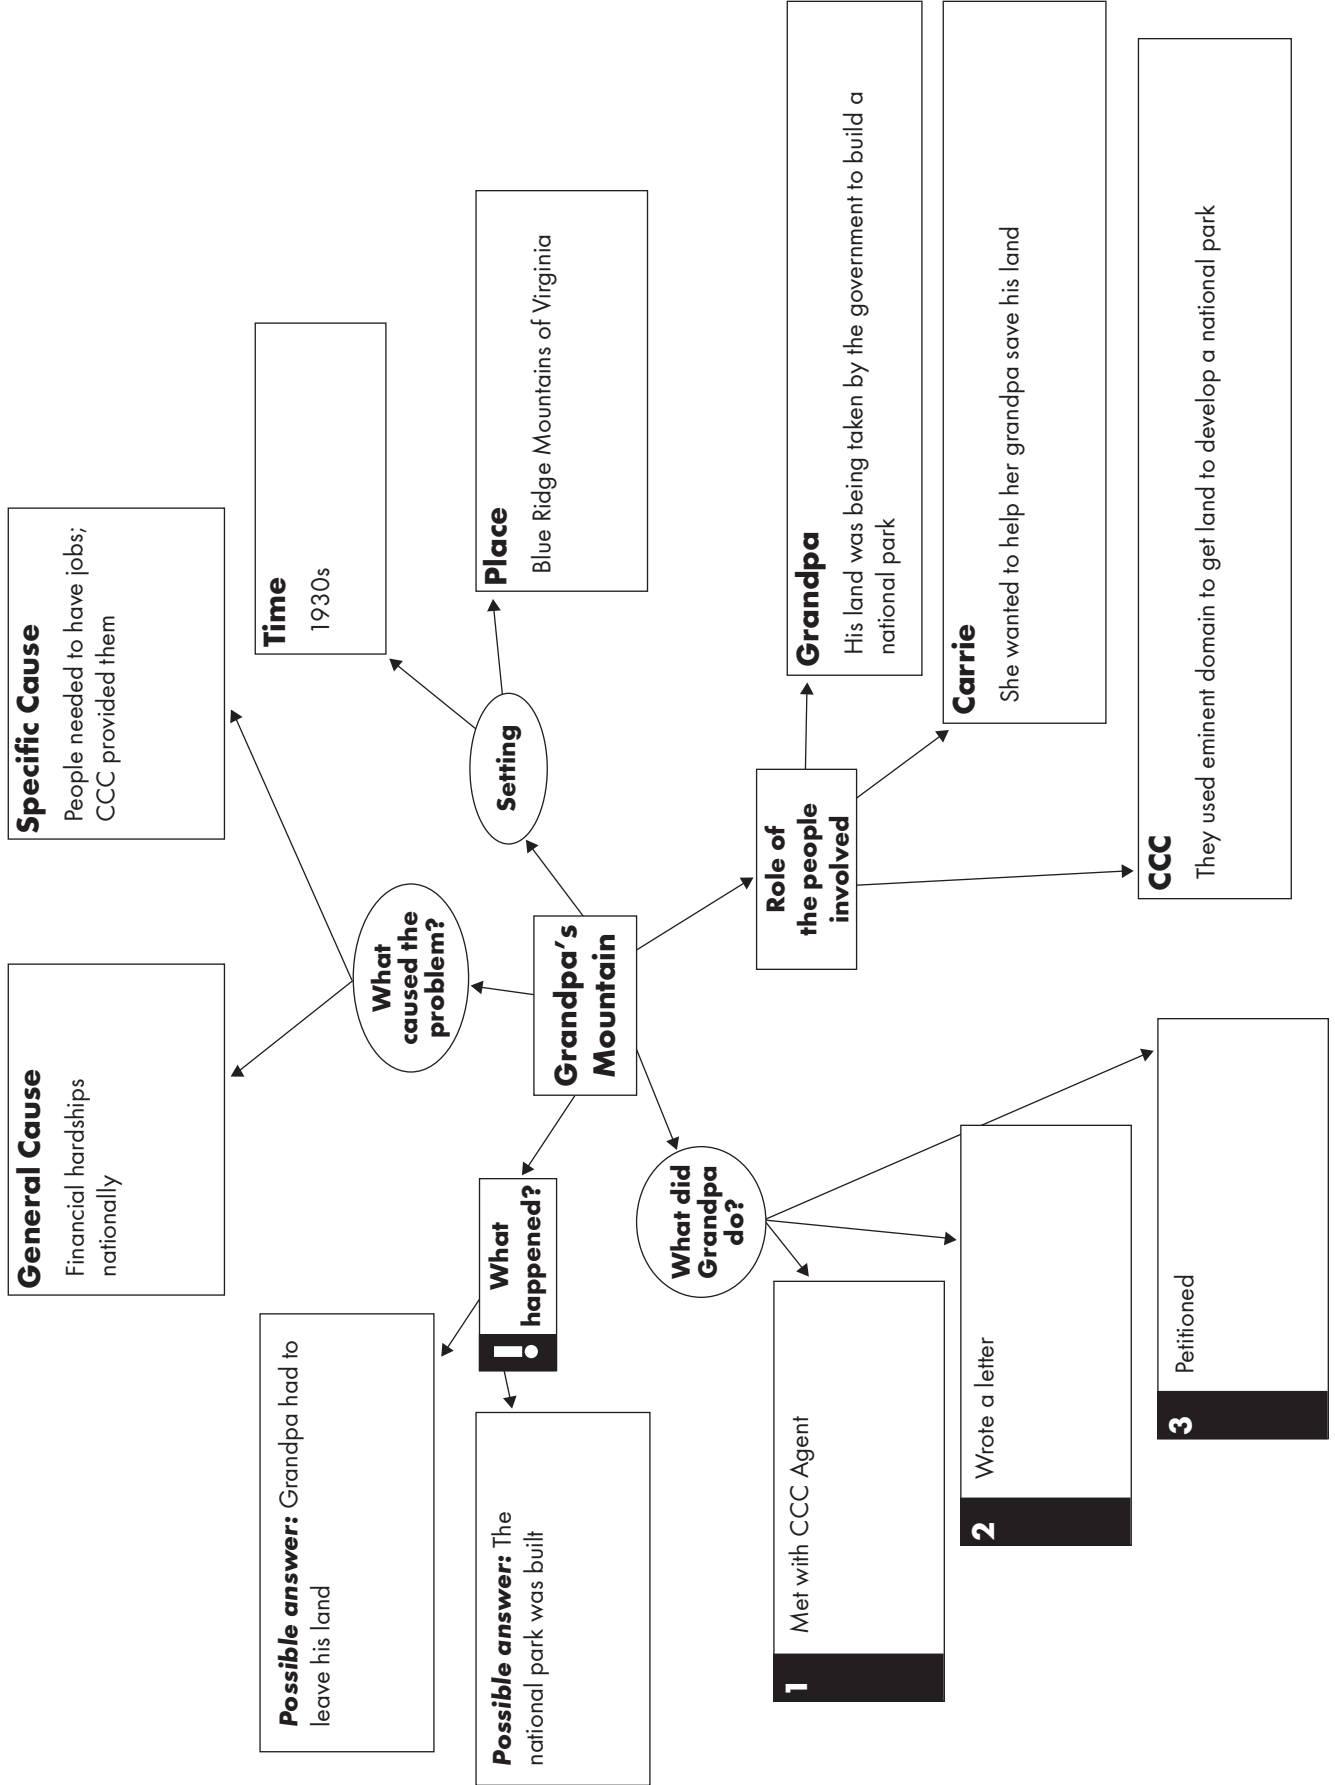 General Cause
Financial hardships
nationally
Specific Cause
People needed to have jobs;
CCC provided them
Possible answer: Grandpa had to
leave his land
Time
1930s
What
caused the
problem?
Possible answer: The
national park was built
What
happened?
!
Setting
Place
Blue Ridge Mountains of Virginia
Grandpa's
Mountain
What did
Grandpa
do?
Role of
the people
involved
1
Met with CCC Agent
2
Wrote a letter
3
Petitioned
Grandpa
His land was being taken by the government to build a
national park
Carrie
She wanted to help her grandpa save his land
CCC
They used eminent domain to get land to develop a national park